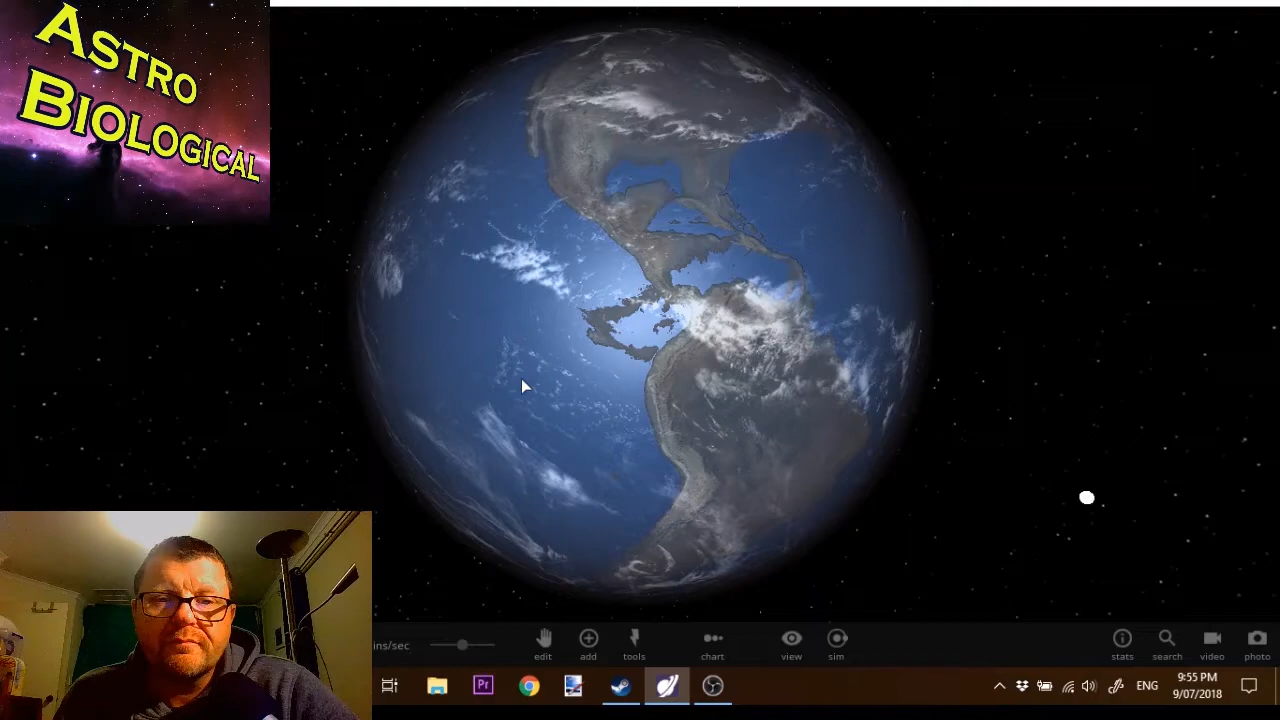 ASTRO
BIOLOGICAL
ins/sec
edit
add
tools
chart
view
sim
stats
search
video
photo
Pr
ENG
9:55 PM
9/07/2018